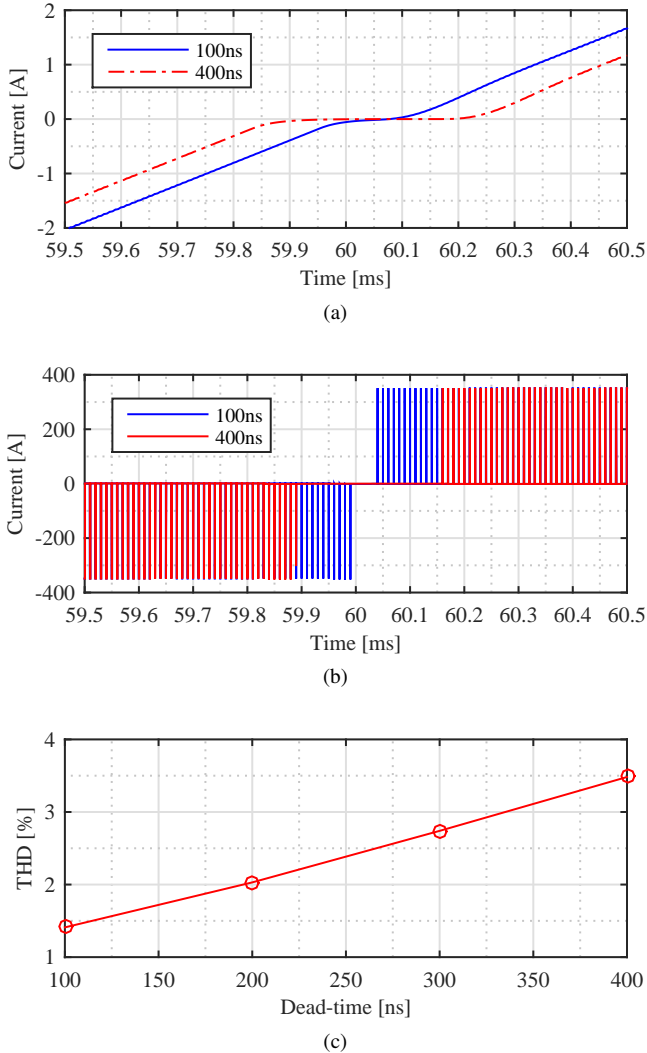 2
1
0
-1
-2
Current [A]
100ns
400ns
59.5 59.6 59.7 59.8 59.9 60 60.1 60.2 60.3 60.4 60.5
Time [ms]
(a)
400
200
0
-200
-400
Current [A]
100ns
400ns
59.5 59.6 59.7 59.8 59.9 60 60.1 60.2 60.3 60.4 60.5
Time [ms]
(b)
4
3
2
1
THD [%]
100 150 200 250 300 350 400
Dead-time [ns]
(c)